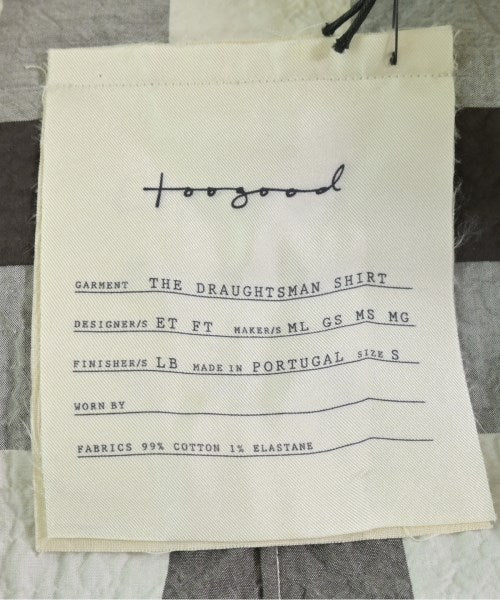 toogood
GARMENT THE DRAUGHTSMAN SHIRT
DESIGNER/S ET FT MAKER/S ML GS MS MG
FINISHER/S LB MADE IN PORTUGAL SIZE S
WORN BY
FABRICS 99% COTTON 1% ELASTANE